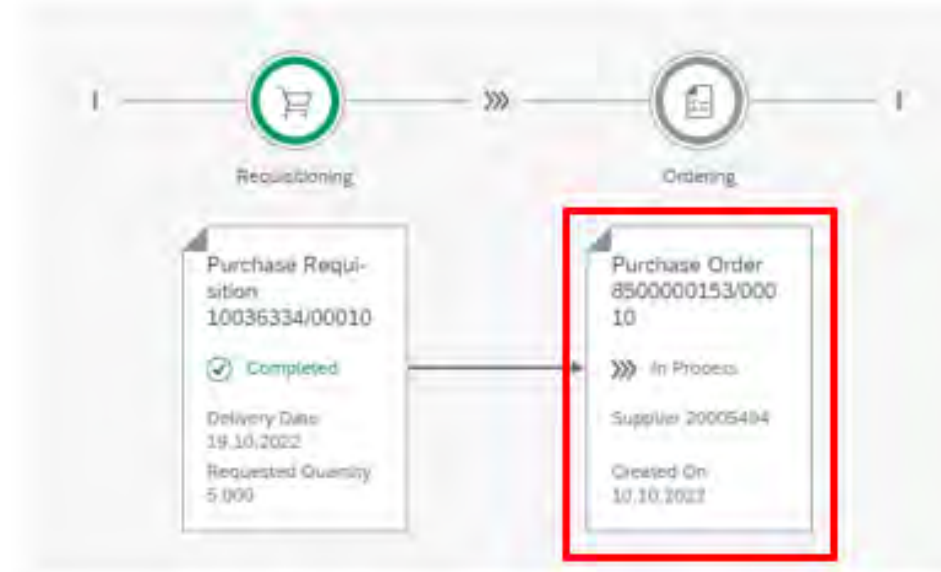 Requisitioning
Ordering
Purchase Requi-
sition
10036334/00010
Completed
Delivery Date
19.10.2022
Requested Quantity
5.000
Purchase Order
8500000153/000
10
In Process
Supplier 20005494
Created On
10.10.2022